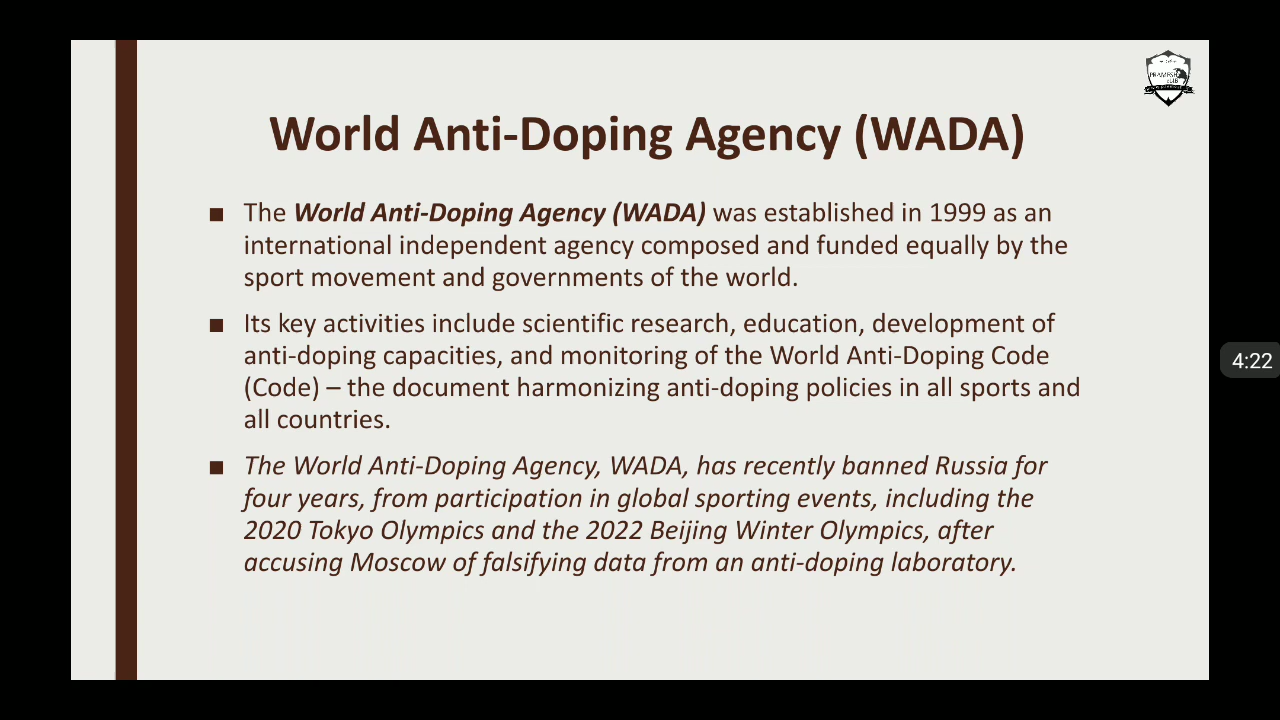 World Anti-Doping Agency (WADA)
■ The World Anti-Doping Agency (WADA) was established in 1999 as an
international independent agency composed and funded equally by the
sport movement and governments of the world.
■ Its key activities include scientific research, education, development of
anti-doping capacities, and monitoring of the World Anti-Doping Code
(Code) – the document harmonizing anti-doping policies in all sports and
all countries.
■ The World Anti-Doping Agency, WADA, has recently banned Russia for
four years, from participation in global sporting events, including the
2020 Tokyo Olympics and the 2022 Beijing Winter Olympics, after
accusing Moscow of falsifying data from an anti-doping laboratory.
4:22